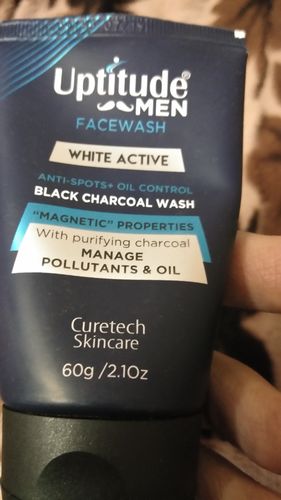 Uptitude®
MEN
FACEWASH
WHITE ACTIVE
ANTI-SPOTS+ OIL CONTROL
BLACK CHARCOAL WASH
"MAGNETIC" PROPERTIES
With purifying charcoal
MANAGE
POLLUTANTS & OIL
Curetech
Skincare
60g /2.1Oz